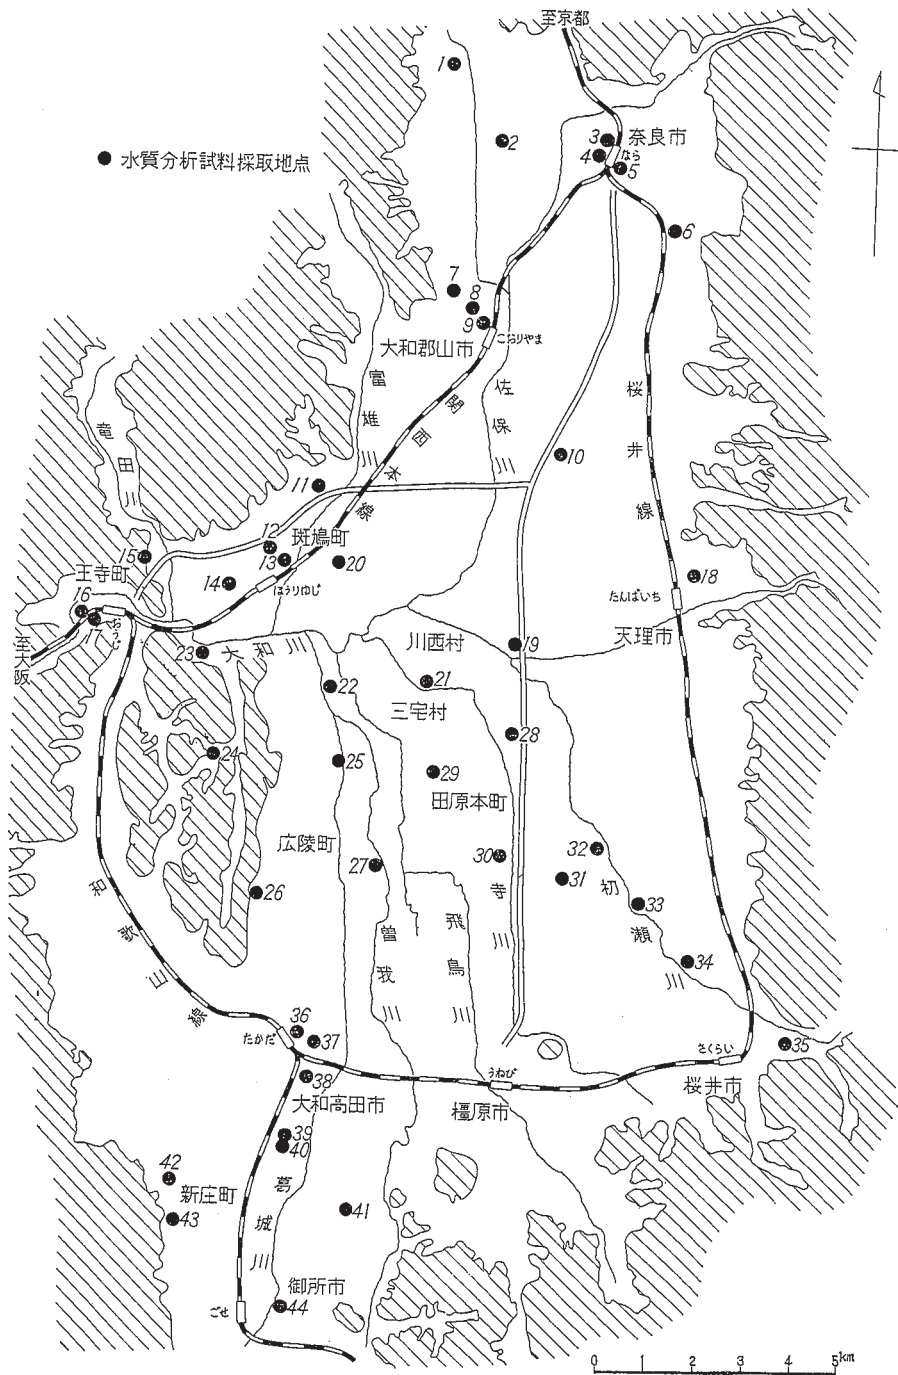 至京都
1
2
3
奈良市
4
なら
5
● 水質分析試料採取地点
6
7
8
9
こおりやま
大和郡山市
富雄川
関西本線
佐保川
桜井線
竜田川
10
11
12
斑鳩町
13
14
ほうりゆじ
15
20
王寺町
16
17
おうじ
至大阪
18
たんばいち
天理市
19
川西村
大和川
23
22
21
三宅村
28
24
25
29
田原本町
広陵町
27
30
32
31
33
初瀬川
26
寺川
飛鳥川
曽我川
34
和歌山線
36
たかだ
37
35
さくらい
桜井市
38
うねび
大和高田市
橿原市
39
40
42
新庄町
43
葛城川
41
御所市
ごせ
44
0 1 2 3 4 5km